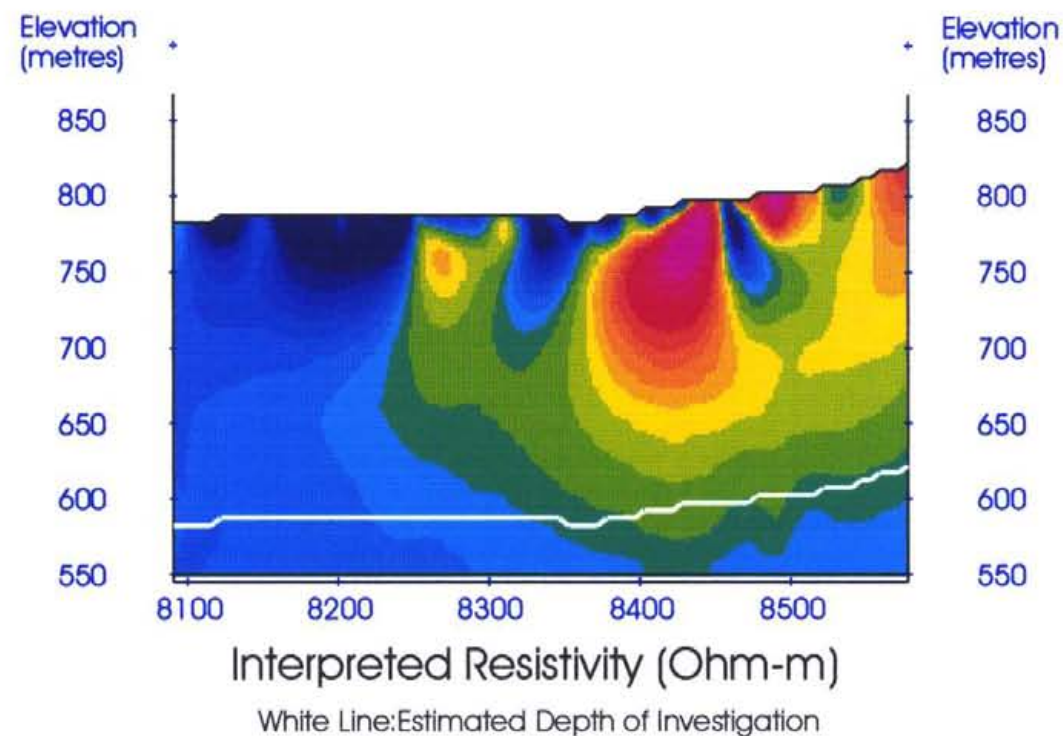 Elevation
(metres)
Elevation
(metres)
850
850
800
800
750
750
700
700
650
650
600
600
550
550
8100 8200 8300 8400 8500
Interpreted Resistivity (Ohm-m)
White Line:Estimated Depth of Investigation